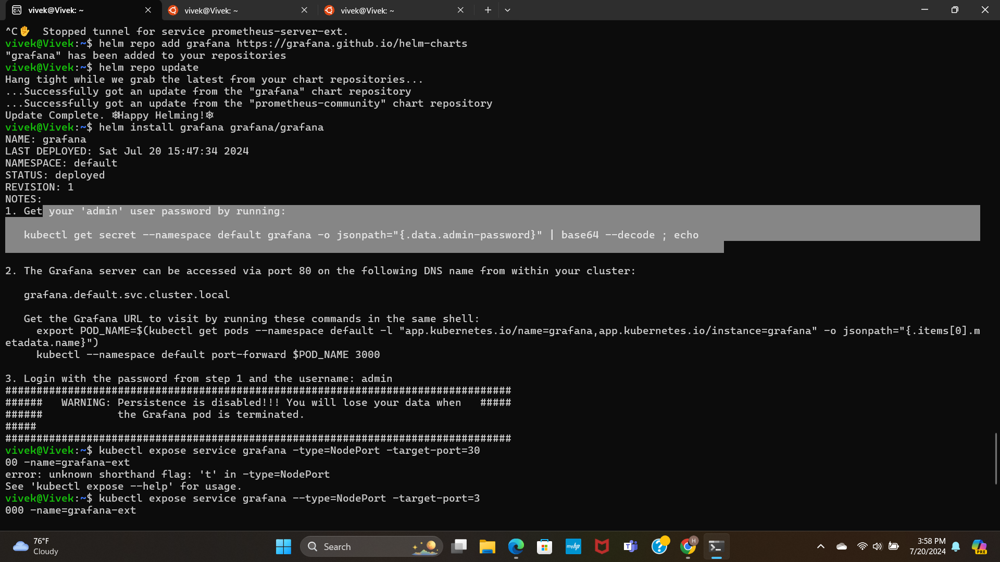 vivek@Vivek: ~
vivek@Vivek: ~
vivek@Vivek: ~
^C✋  Stopped tunnel for service prometheus-server-ext.
vivek@Vivek:~$ helm repo add grafana https://grafana.github.io/helm-charts
"grafana" has been added to your repositories
vivek@Vivek:~$ helm repo update
Hang tight while we grab the latest from your chart repositories...
...Successfully got an update from the "grafana" chart repository
...Successfully got an update from the "prometheus-community" chart repository
Update Complete. ⎈Happy Helming!⎈
vivek@Vivek:~$ helm install grafana grafana/grafana
NAME: grafana
LAST DEPLOYED: Sat Jul 20 15:47:34 2024
NAMESPACE: default
STATUS: deployed
REVISION: 1
NOTES:
1. Get your 'admin' user password by running:
   kubectl get secret --namespace default grafana -o jsonpath="{.data.admin-password}" | base64 --decode ; echo
2. The Grafana server can be accessed via port 80 on the following DNS name from within your cluster:
   grafana.default.svc.cluster.local
   Get the Grafana URL to visit by running these commands in the same shell:
     export POD_NAME=$(kubectl get pods --namespace default -l "app.kubernetes.io/name=grafana,app.kubernetes.io/instance=grafana" -o jsonpath="{.items[0].m
etadata.name}")
     kubectl --namespace default port-forward $POD_NAME 3000
3. Login with the password from step 1 and the username: admin
#################################################################################
######   WARNING: Persistence is disabled!!! You will lose your data when   #####
######            the Grafana pod is terminated.
#####
#################################################################################
vivek@Vivek:~$ kubectl expose service grafana -type=NodePort -target-port=30
00 -name=grafana-ext
error: unknown shorthand flag: 't' in -type=NodePort
See 'kubectl expose --help' for usage.
vivek@Vivek:~$ kubectl expose service grafana --type=NodePort -target-port=3
000 -name=grafana-ext
76°F
Cloudy
Search
myhp
T
H
PRE
3:58 PM
7/20/2024